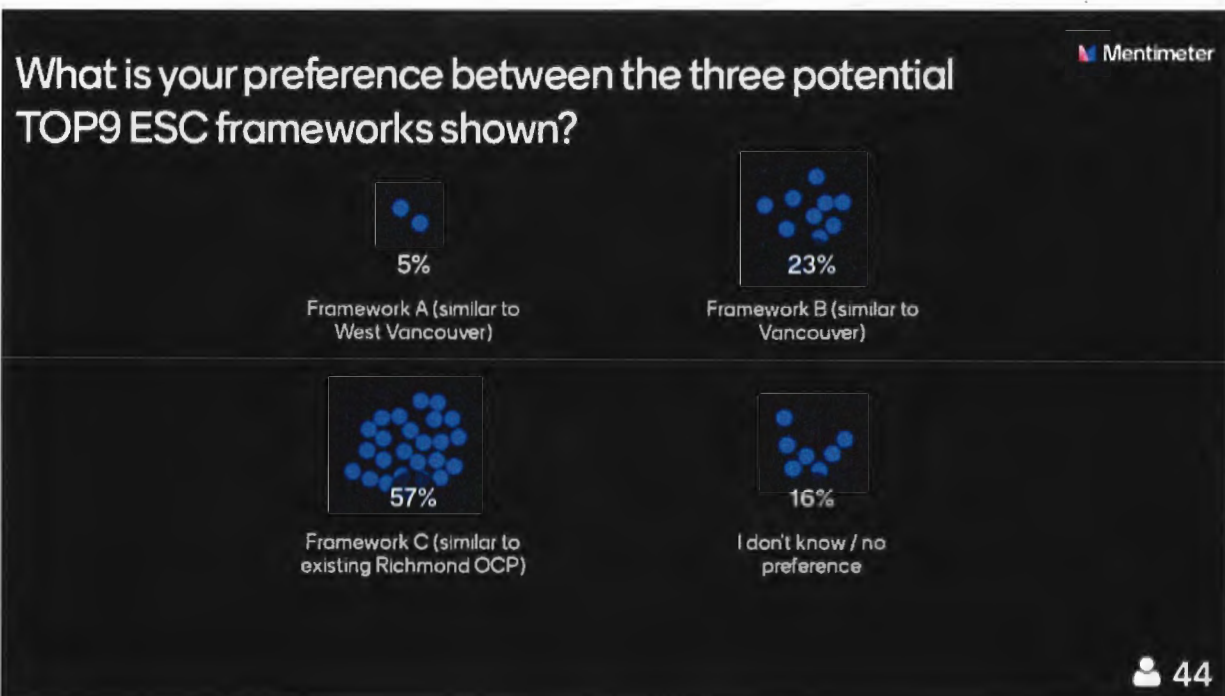 Mentimeter
What is your preference between the three potential
TOP9 ESC frameworks shown?
5%
Framework A (similar to
West Vancouver)
23%
Framework B (similar to
Vancouver)
57%
Framework C (similar to
existing Richmond OCP)
16%
I don't know / no
preference
44